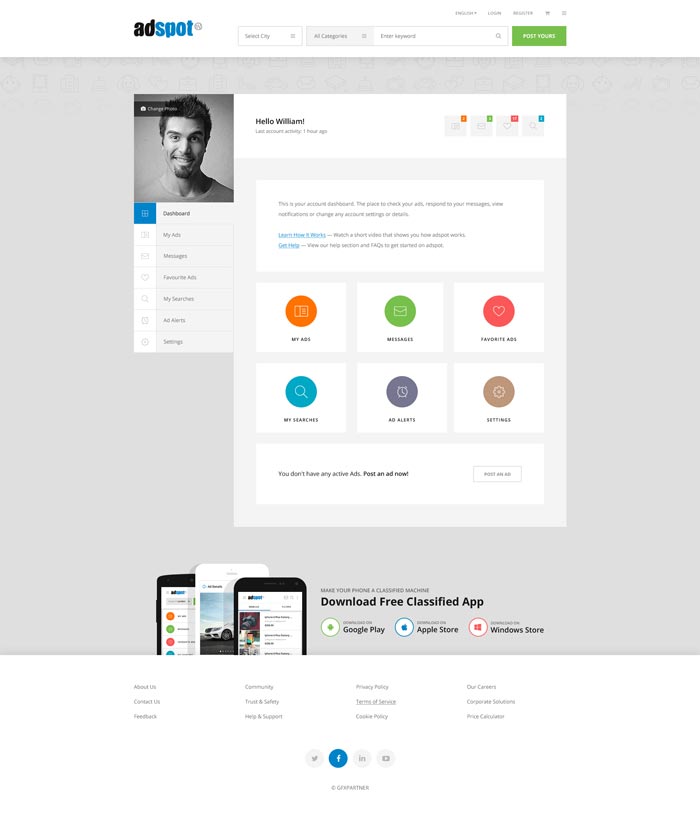 ENGLISH
LOGIN
REGISTER
adspot
Select City
All Categories
Enter keyword
POST YOURS
Change Photo
Hello William!
Last account activity: 1 hour ago
Dashboard
My Ads
Messages
Favourite Ads
My Searches
Ad Alerts
Settings
This is your account dashboard. The place to check your ads, respond to your messages, view
notifications or change any account settings or details.
Learn How It Works — Watch a short video that shows you how adspot works.
Get Help — View our help section and FAQs to get started on adspot.
MY ADS
MESSAGES
FAVORITE ADS
MY SEARCHES
AD ALERTS
SETTINGS
You don't have any active Ads. Post an ad now!
POST AN AD
adspot
Ad Details
adspot
MAKE YOUR PHONE A CLASSIFIED MACHINE
Download Free Classified App
DOWNLOAD ON
Google Play
DOWNLOAD ON
Apple Store
DOWNLOAD ON
Windows Store
About Us
Community
Privacy Policy
Our Careers
Contact Us
Trust & Safety
Terms of Service
Corporate Solutions
Feedback
Help & Support
Cookie Policy
Price Calculator
© GFXPARTNER